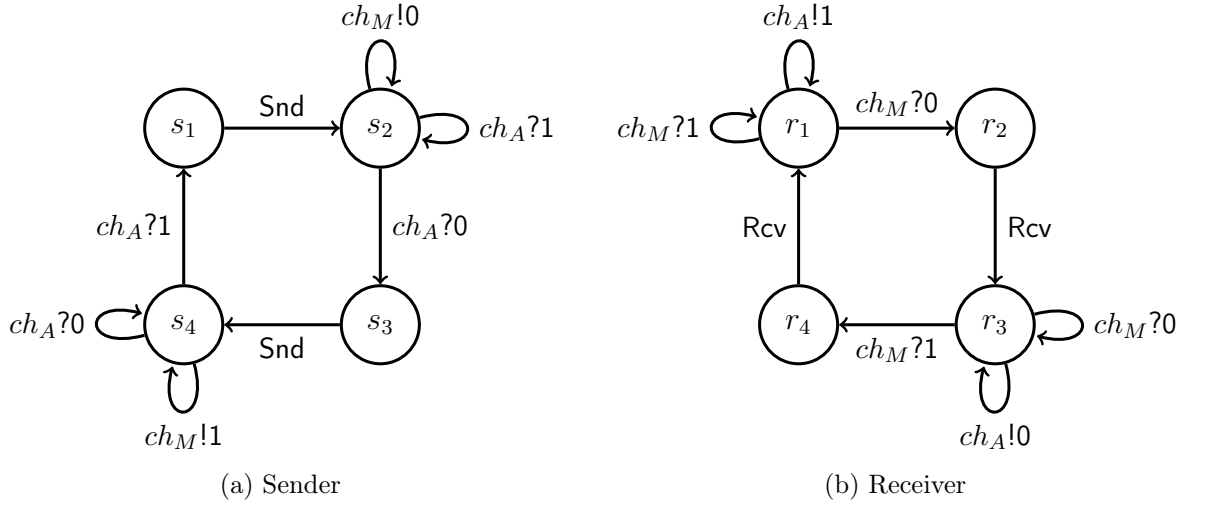 ch_M!0 ch_A!1
s_1 Snd s_2 ch_A?1 ch_M?1 r_1 ch_M?0 r_2
ch_A?1 ch_A?0 Rcv Rcv
ch_A?0 s_4 Snd s_3 r_4 ch_M?1 r_3 ch_M?0
ch_M!1 ch_A!0
(a) Sender (b) Receiver